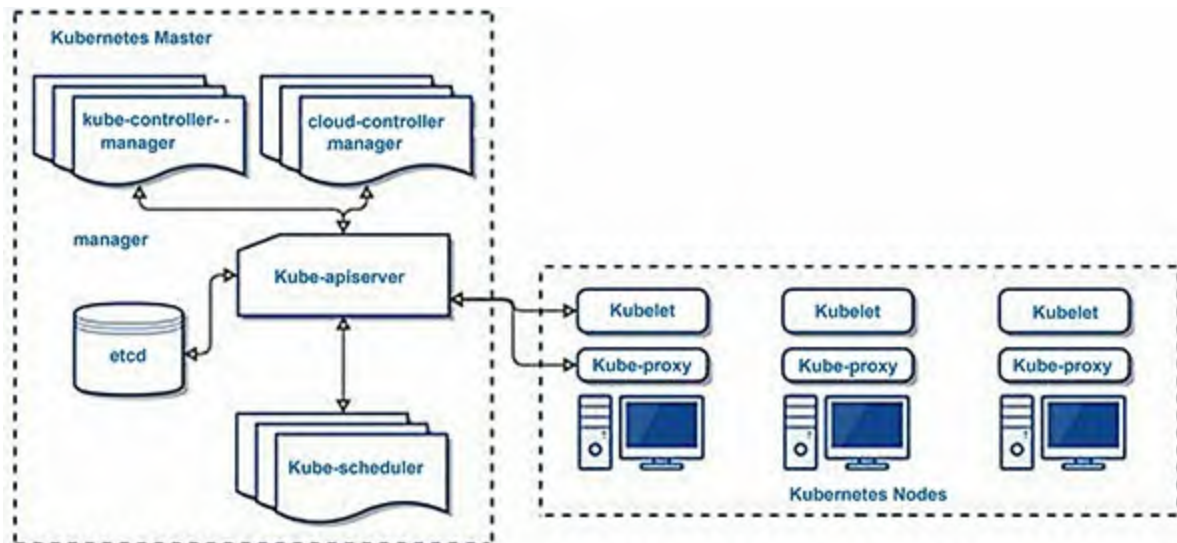 Kubernetes Master
kube-controller- -
manager
cloud-controller
manager
manager
Kube-apiserver
etcd
Kube-scheduler
Kubelet
Kubelet
Kubelet
Kube-proxy
Kube-proxy
Kube-proxy
Kubernetes Nodes